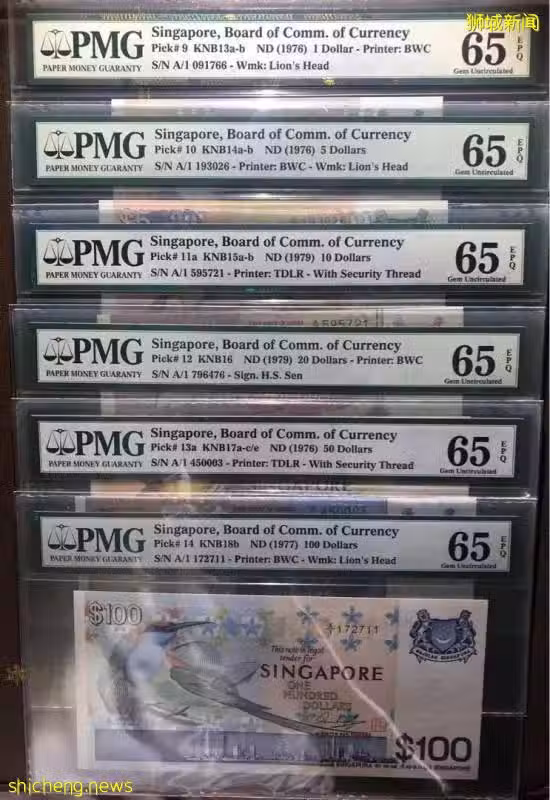 狮城新闻
PMG
PAPER MONEY GUARANTY
Singapore, Board of Comm. of Currency
Pick# 9 KNB13a-b ND (1976) 1 Dollar - Printer: BWC
S/N A/1 091766 - Wmk: Lion's Head
65 EPQ
Gem Uncirculated
PMG
PAPER MONEY GUARANTY
Singapore, Board of Comm. of Currency
Pick# 10 KNB14a-b ND (1976) 5 Dollars
S/N A/1 193026 - Printer: BWC - Wmk: Lion's Head
65 EPQ
Gem Uncirculated
PMG
PAPER MONEY GUARANTY
Singapore, Board of Comm. of Currency
Pick# 11a KNB15a-b ND (1979) 10 Dollars
S/N A/1 595721 - Printer: TDLR - With Security Thread
65 EPQ
Gem Uncirculated
A/1 595721
PMG
PAPER MONEY GUARANTY
Singapore, Board of Comm. of Currency
Pick# 12 KNB16 ND (1979) 20 Dollars - Printer: BWC
S/N A/1 796476 - Sign. H.S. Sen
65 EPQ
Gem Uncirculated
PMG
PAPER MONEY GUARANTY
Singapore, Board of Comm. of Currency
Pick# 13a KNB17a-c/e ND (1976) 50 Dollars
S/N A/1 450003 - Printer: TDLR - With Security Thread
65 EPQ
Gem Uncirculated
PMG
PAPER MONEY GUARANTY
Singapore, Board of Comm. of Currency
Pick# 14 KNB18b ND (1977) 100 Dollars
S/N A/1 172711 - Printer: BWC - Wmk: Lion's Head
65 EPQ
Gem Uncirculated
$100
A/1 172711
This note is legal
tender for
SINGAPORE
ONE
HUNDRED
DOLLARS
MAJULAH SINGAPURA
$100
shicheng.news